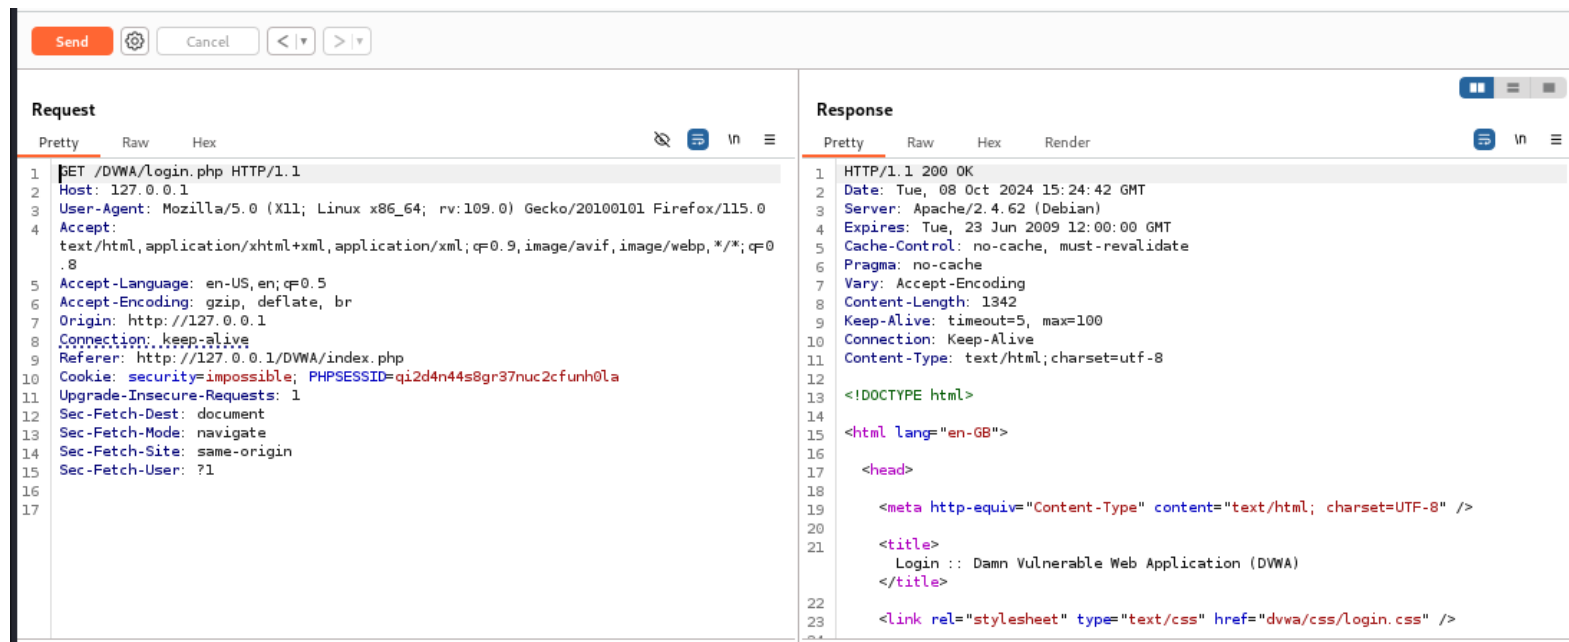 Send Cancel < >
Request
Pretty Raw Hex \n
1 GET /DVWA/login.php HTTP/1.1
2 Host: 127.0.0.1
3 User-Agent: Mozilla/5.0 (X11; Linux x86_64; rv:109.0) Gecko/20100101 Firefox/115.0
4 Accept:
text/html,application/xhtml+xml,application/xml;q=0.9,image/avif,image/webp,*/*;q=0
.8
5 Accept-Language: en-US,en;q=0.5
6 Accept-Encoding: gzip, deflate, br
7 Origin: http://127.0.0.1
8 Connection: keep-alive
9 Referer: http://127.0.0.1/DVWA/index.php
10 Cookie: security=impossible; PHPSESSID=qi2d4n44s8gr37nuc2cfunh0la
11 Upgrade-Insecure-Requests: 1
12 Sec-Fetch-Dest: document
13 Sec-Fetch-Mode: navigate
14 Sec-Fetch-Site: same-origin
15 Sec-Fetch-User: ?1
16
17
Response
Pretty Raw Hex Render \n
1 HTTP/1.1 200 OK
2 Date: Tue, 08 Oct 2024 15:24:42 GMT
3 Server: Apache/2.4.62 (Debian)
4 Expires: Tue, 23 Jun 2009 12:00:00 GMT
5 Cache-Control: no-cache, must-revalidate
6 Pragma: no-cache
7 Vary: Accept-Encoding
8 Content-Length: 1342
9 Keep-Alive: timeout=5, max=100
10 Connection: Keep-Alive
11 Content-Type: text/html;charset=utf-8
12
13 <!DOCTYPE html>
14
15 <html lang="en-GB">
16
17 <head>
18
19 <meta http-equiv="Content-Type" content="text/html; charset=UTF-8" />
20
21 <title>
Login :: Damn Vulnerable Web Application (DVWA)
</title>
22
23 <link rel="stylesheet" type="text/css" href="dvwa/css/login.css" />